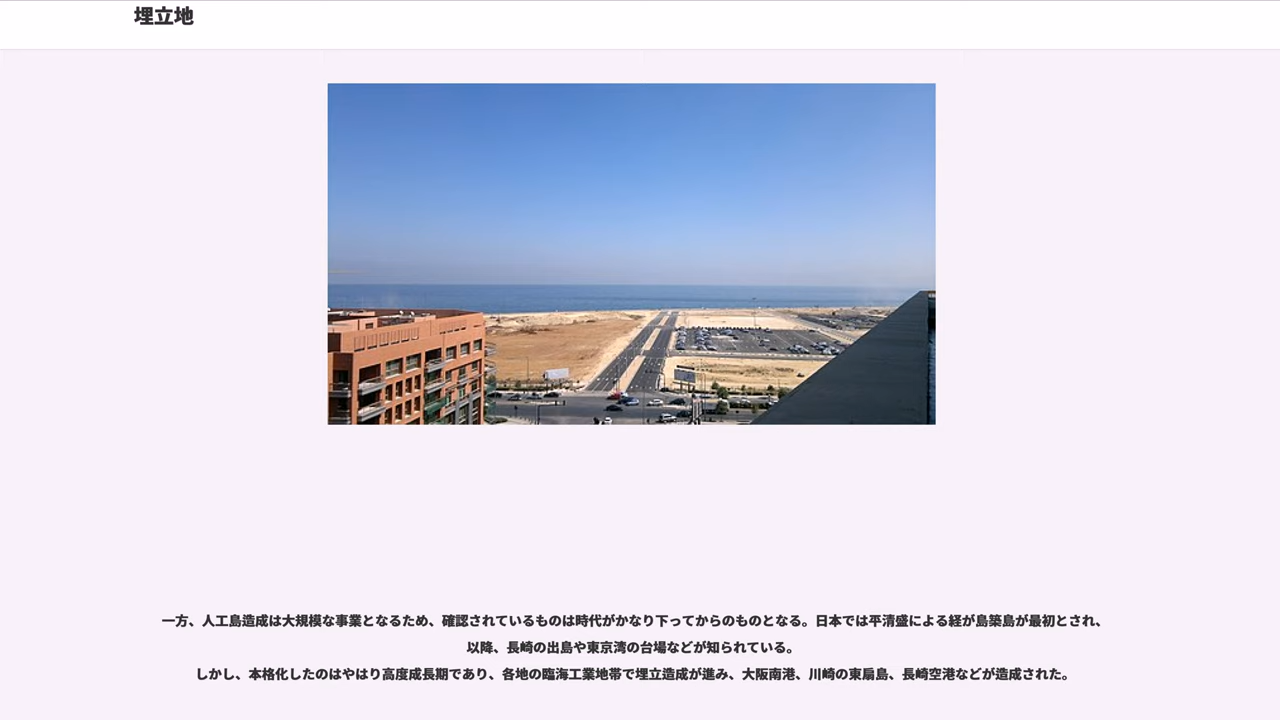 埋立地
一方、人工島造成は大規模な事業となるため、確認されているものは時代がかなり下ってからのものとなる。日本では平清盛による経が島築島が最初とされ、
以降、長崎の出島や東京湾の台場などが知られている。
しかし、本格化したのはやはり高度成長期であり、各地の臨海工業地帯で埋立造成が進み、大阪南港、川崎の東扇島、長崎空港などが造成された。